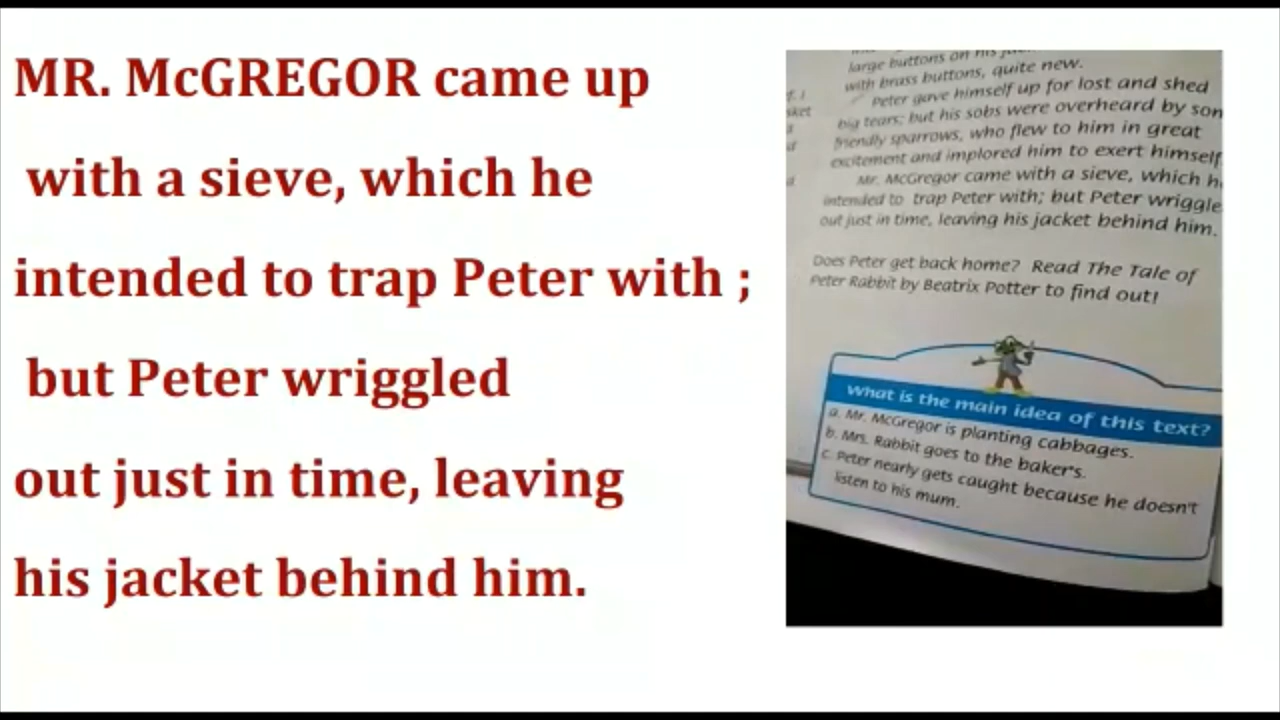 MR. McGREGOR came up
with a sieve, which he
intended to trap Peter with ;
but Peter wriggled
out just in time, leaving
his jacket behind him.
large buttons on his
with brass buttons, quite new.
Peter gave himself up for lost and shed
big tears; but his sobs were overheard by
friendly sparrows, who flew to him in great
excitement and implored him to exert himself
Mr. McGregor came with a sieve, which
intended to trap Peter with; but Peter
out just in time, leaving his jacket behind him.
Does Peter get back home? Read The Tale of
Peter Rabbit by Beatrix Potter to find out!
What is the main idea of this text?
a. Mr. McGregor is planting cabbages.
b. Mrs. Rabbit goes to the baker's.
c. Peter nearly gets caught because he doesn't
listen to his mum.